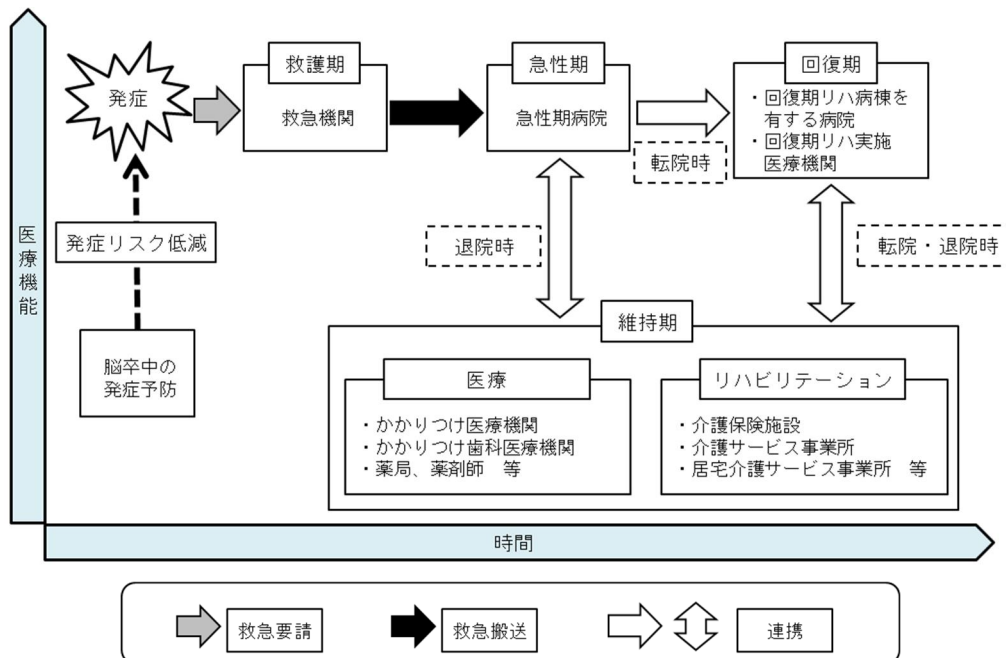 発症
救護期
救急機関
急性期
急性期病院
回復期
・回復期リハ病棟を
有する病院
・回復期リハ実施
医療機関
転院時
発症リスク低減
退院時
転院・退院時
医療機能
脳卒中の
発症予防
維持期
医療
・かかりつけ医療機関
・かかりつけ歯科医療機関
・薬局、薬剤師　等
リハビリテーション
・介護保険施設
・介護サービス事業所
・居宅介護サービス事業所　等
時間
救急要請
救急搬送
連携